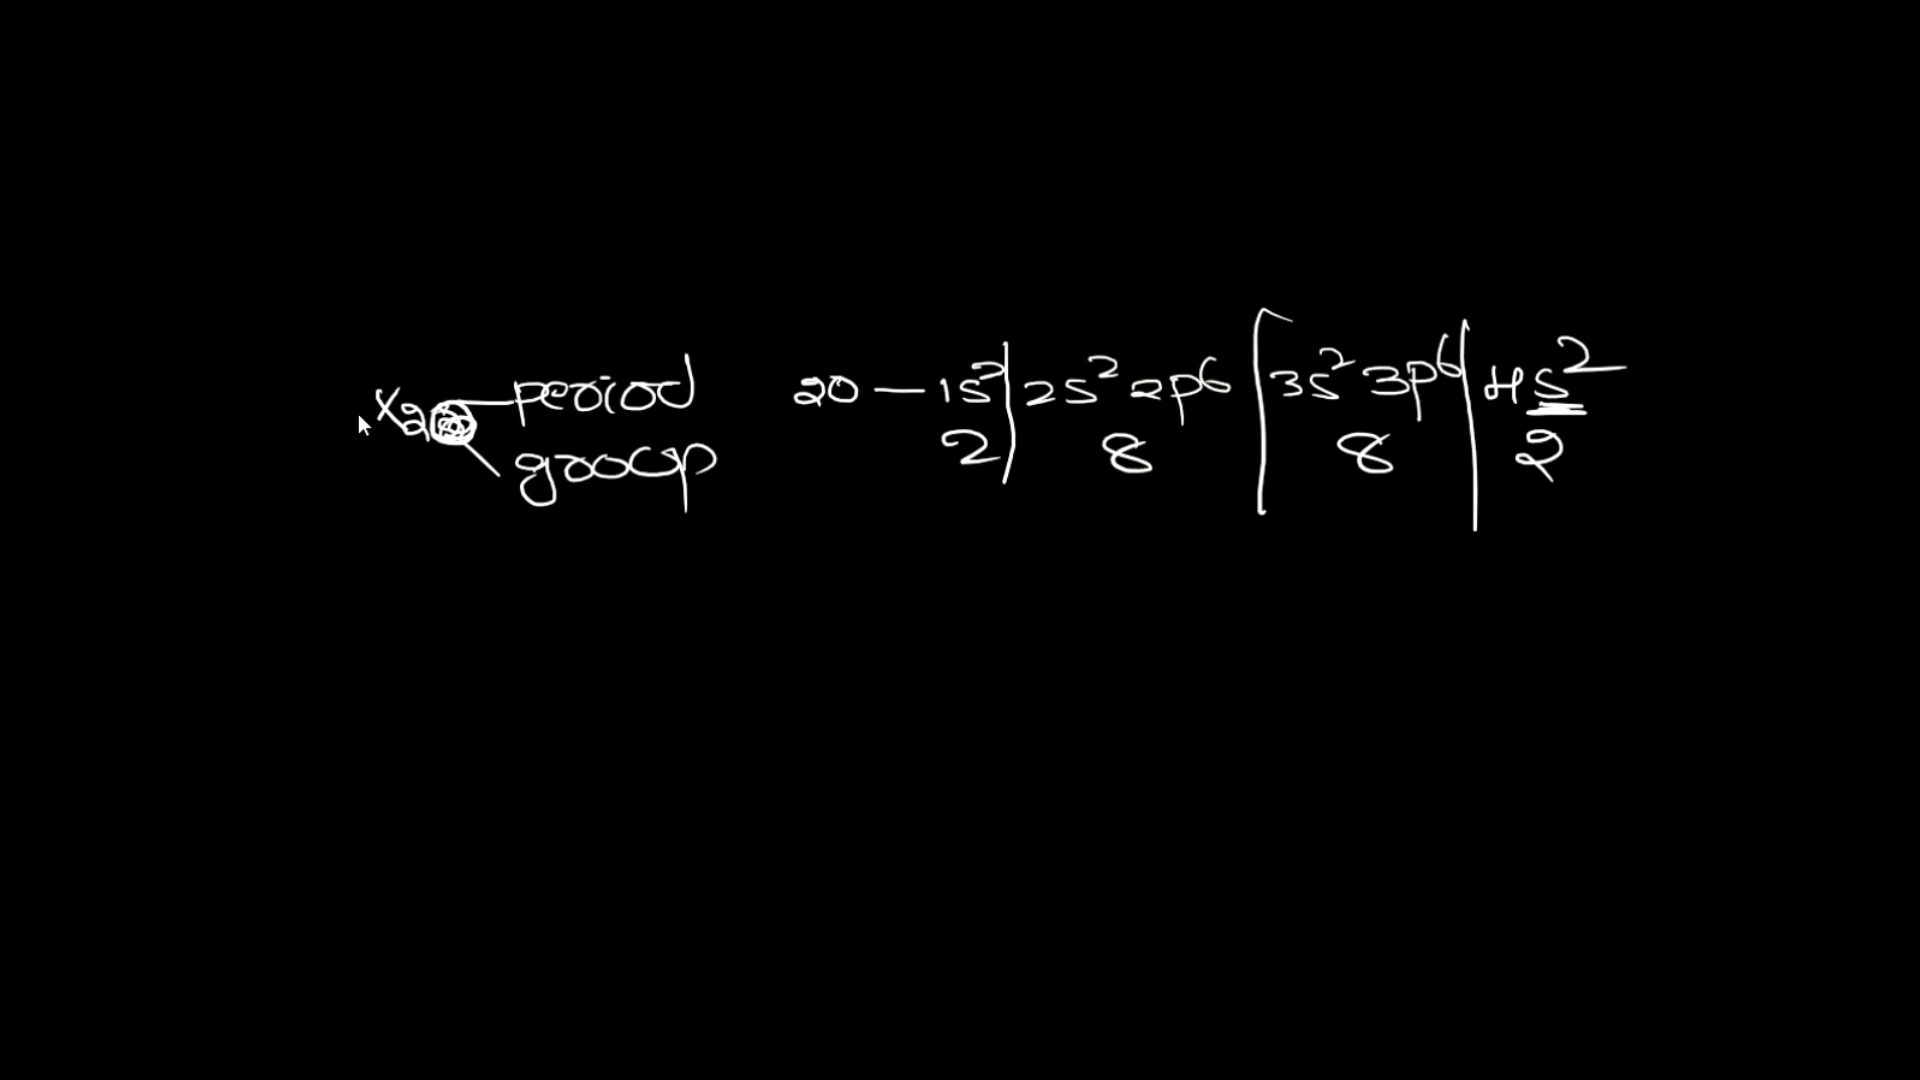 X20 period 20 — 1s² | 2s² 2p⁶ | 3s² 3p⁶ | 4s²
group 2 | 8 | 8 | 2